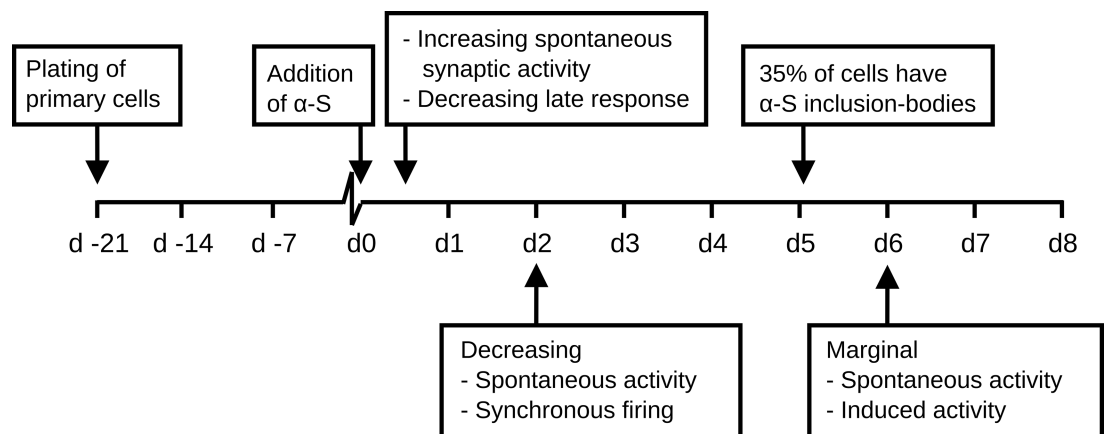 Plating of
primary cells
Addition
of α-S
- Increasing spontaneous
synaptic activity
- Decreasing late response
35% of cells have
α-S inclusion-bodies
d -21 d -14 d -7 d0 d1 d2 d3 d4 d5 d6 d7 d8
Decreasing
- Spontaneous activity
- Synchronous firing
Marginal
- Spontaneous activity
- Induced activity